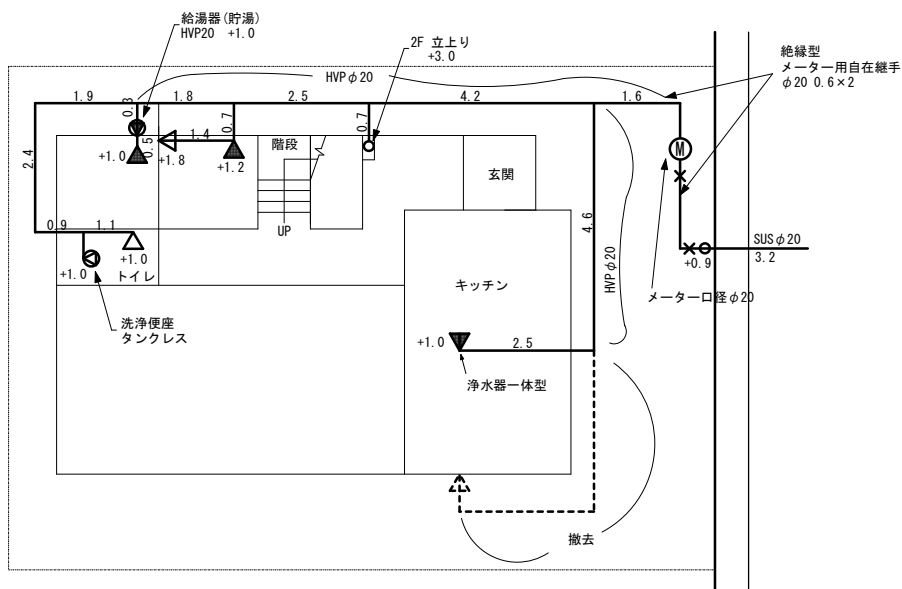 給湯器(貯湯)
HVP20 +1.0
2F 立上り
+3.0
HVPφ20
絶縁型
メーター用自在継手
φ20 0.6×2
1.9
0.3
1.8
2.5
4.2
1.6
0.7
0.7
2.4
0.5
1.4
+1.0
+1.8
+1.2
階段
UP
玄関
M
4.6
HVPφ20
SUSφ20
+0.9
3.2
メーター口径φ20
0.9
1.1
+1.0
+1.0
トイレ
洗浄便座
タンクレス
キッチン
+1.0
2.5
浄水器一体型
撤去